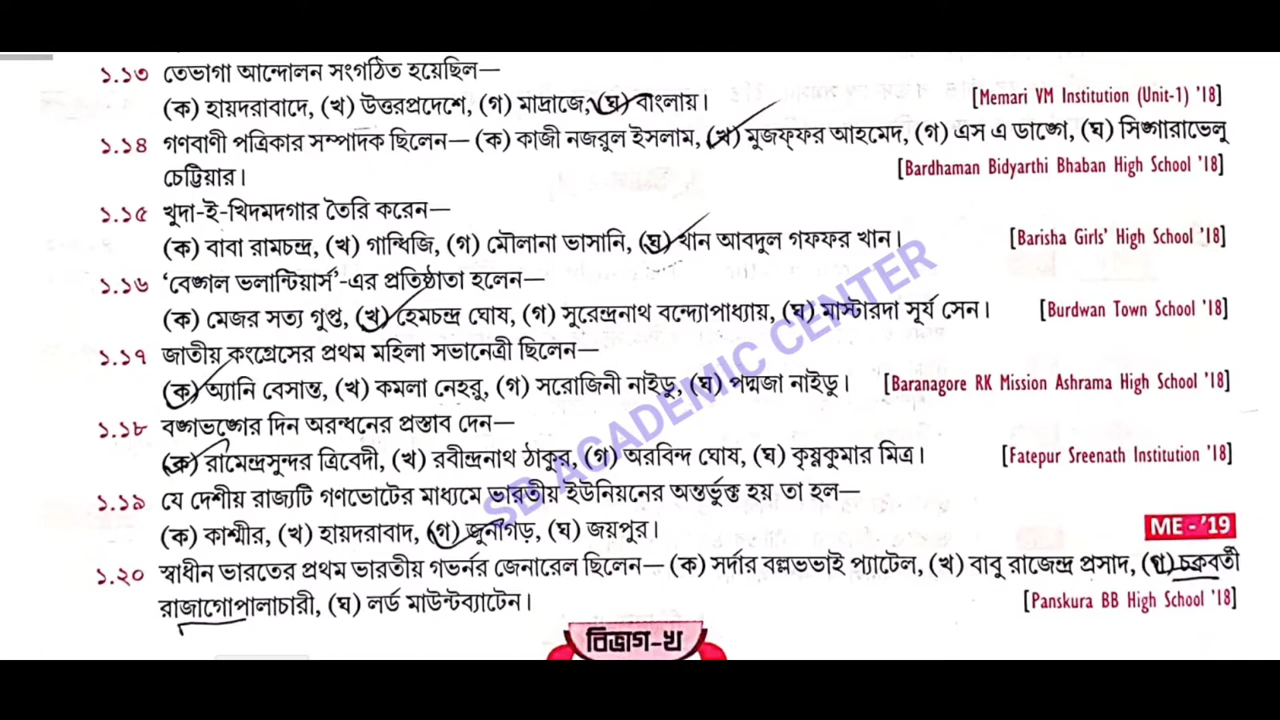 ১.১৩ তেভাগা আন্দোলন সংগঠিত হয়েছিল—
(ক) হায়দরাবাদে, (খ) উত্তরপ্রদেশে, (গ) মাদ্রাজে, (ঘ) বাংলায়। [Memari VM Institution (Unit-1) '18]
১.১৪ গণবাণী পত্রিকার সম্পাদক ছিলেন— (ক) কাজী নজরুল ইসলাম, (খ) মুজফ্‌ফর আহমেদ, (গ) এস এ ডাঙ্গে, (ঘ) সিঙ্গারাভেলু
চেট্টিয়ার। [Bardhaman Bidyarthi Bhaban High School '18]
১.১৫ খুদা-ই-খিদমদগার তৈরি করেন—
(ক) বাবা রামচন্দ্র, (খ) গান্ধিজি, (গ) মৌলানা ভাসানি, (ঘ) খান আবদুল গফফর খান। [Barisha Girls' High School '18]
১.১৬ 'বেঙ্গল ভলান্টিয়ার্স'-এর প্রতিষ্ঠাতা হলেন—
(ক) মেজর সত্য গুপ্ত, (খ) হেমচন্দ্র ঘোষ, (গ) সুরেন্দ্রনাথ বন্দ্যোপাধ্যায়, (ঘ) মাস্টারদা সূর্য সেন। [Burdwan Town School '18]
১.১৭ জাতীয় কংগ্রেসের প্রথম মহিলা সভানেত্রী ছিলেন—
(ক) অ্যানি বেসান্ত, (খ) কমলা নেহরু, (গ) সরোজিনী নাইডু, (ঘ) পদ্মজা নাইডু। [Baranagore RK Mission Ashrama High School '18]
১.১৮ বঙ্গভঙ্গের দিন অরন্ধনের প্রস্তাব দেন—
(ক) রামেন্দ্রসুন্দর ত্রিবেদী, (খ) রবীন্দ্রনাথ ঠাকুর, (গ) অরবিন্দ ঘোষ, (ঘ) কৃষ্ণকুমার মিত্র। [Fatepur Sreenath Institution '18]
১.১৯ যে দেশীয় রাজ্যটি গণভোটের মাধ্যমে ভারতীয় ইউনিয়নের অন্তর্ভুক্ত হয় তা হল—
(ক) কাশ্মীর, (খ) হায়দরাবাদ, (গ) জুনাগড়, (ঘ) জয়পুর। ME - '19
১.২০ স্বাধীন ভারতের প্রথম ভারতীয় গভর্নর জেনারেল ছিলেন— (ক) সর্দার বল্লভভাই প্যাটেল, (খ) বাবু রাজেন্দ্র প্রসাদ, (গ) চক্রবর্তী
রাজাগোপালাচারী, (ঘ) লর্ড মাউন্টব্যাটেন। [Panskura BB High School '18]
বিভাগ-খ
SB ACADEMIC CENTER